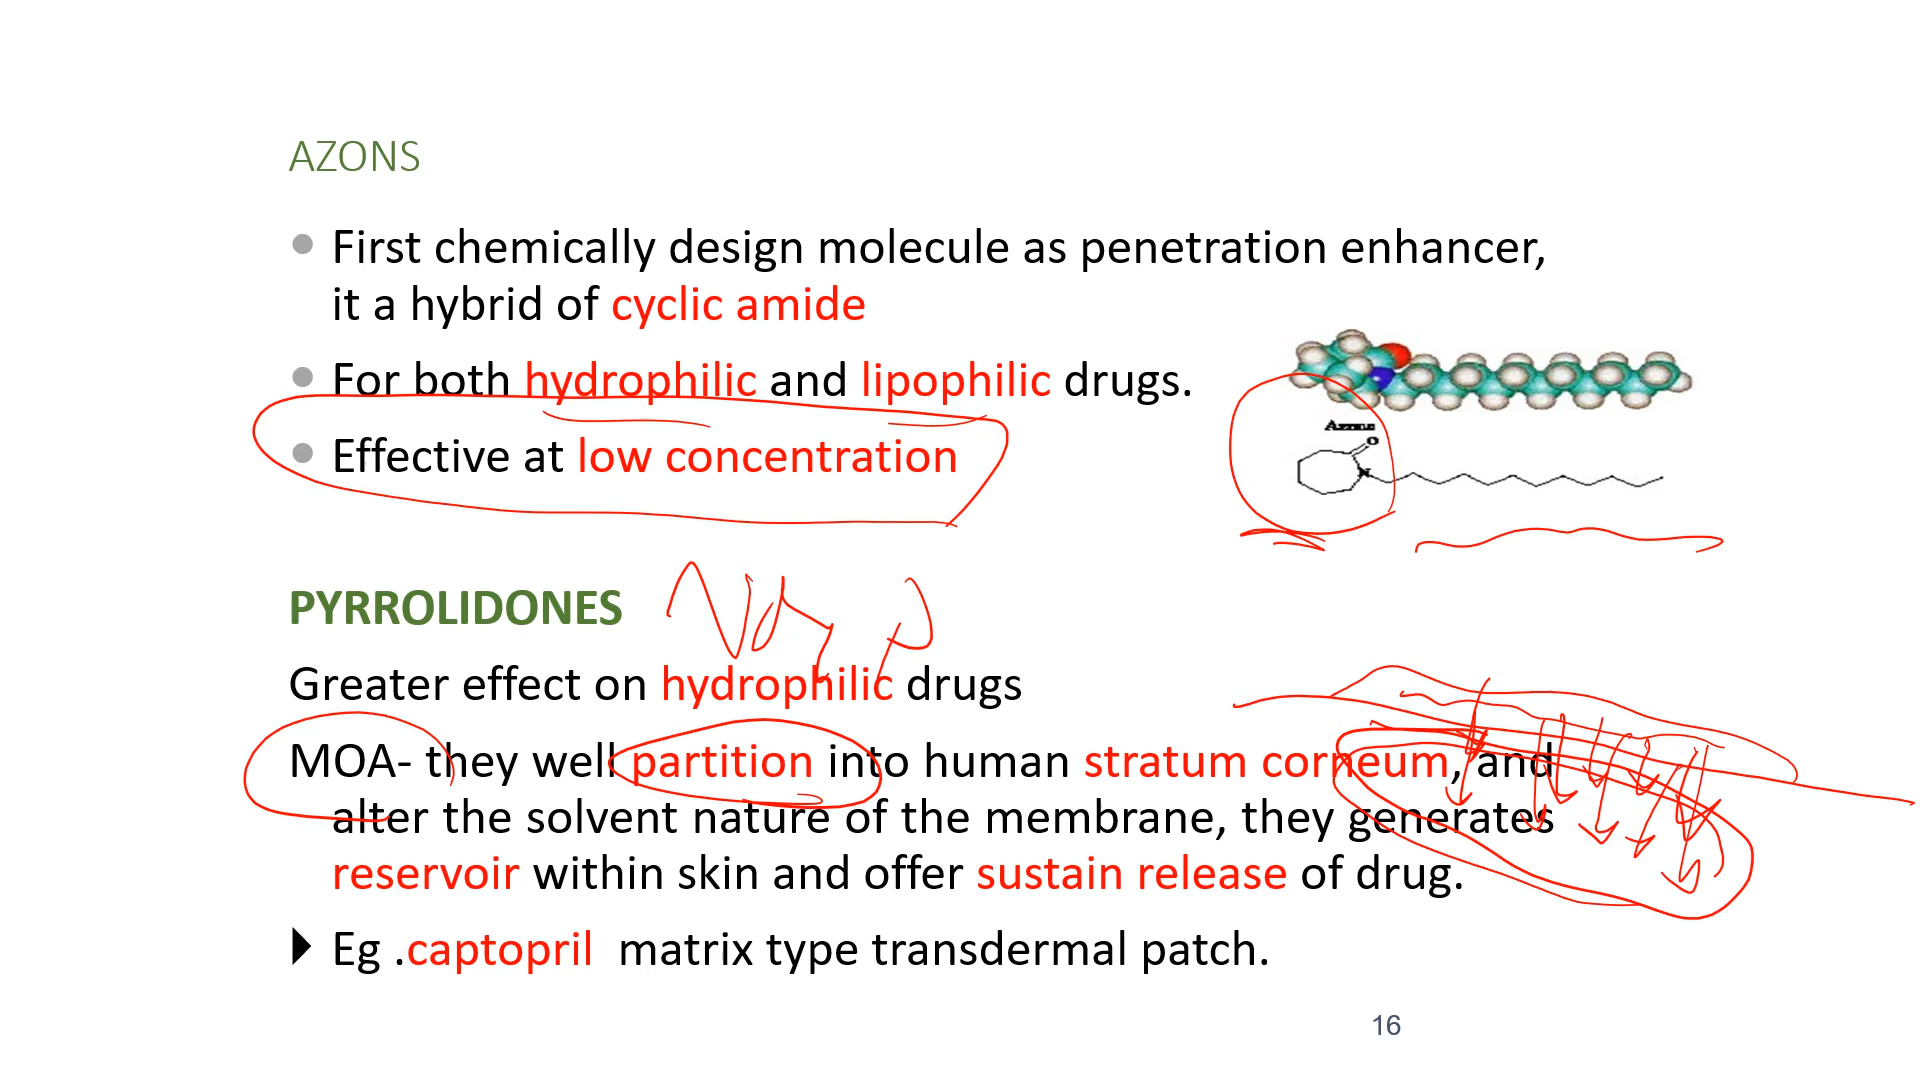 AZONS
First chemically design molecule as penetration enhancer,
it a hybrid of cyclic amide
For both hydrophilic and lipophilic drugs.
Effective at low concentration
O
N
PYRROLIDONES
Greater effect on hydrophilic drugs
MOA- they well partition into human stratum corneum, and
alter the solvent nature of the membrane, they generates
reservoir within skin and offer sustain release of drug.
Eg .captopril matrix type transdermal patch.
16